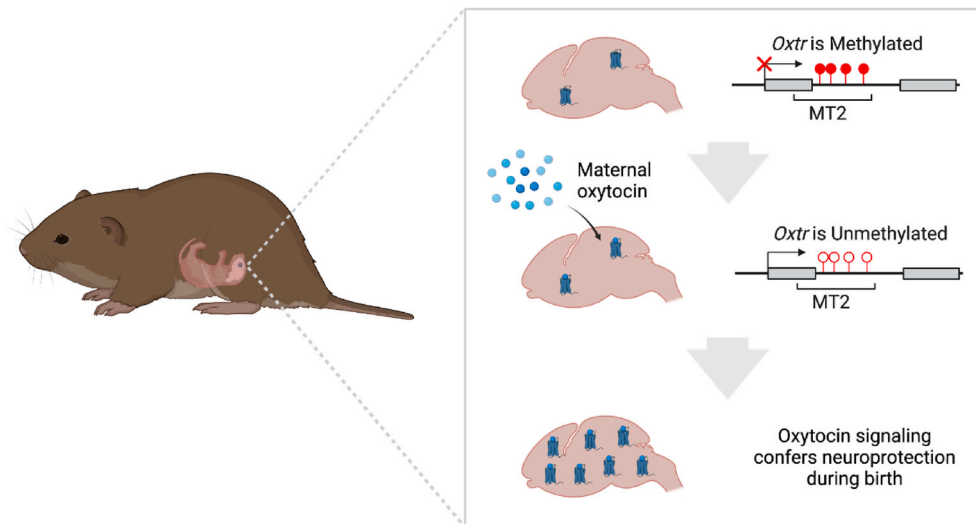 Oxtr is Methylated
MT2
Maternal
oxytocin
Oxtr is Unmethylated
MT2
Oxytocin signaling
confers neuroprotection
during birth